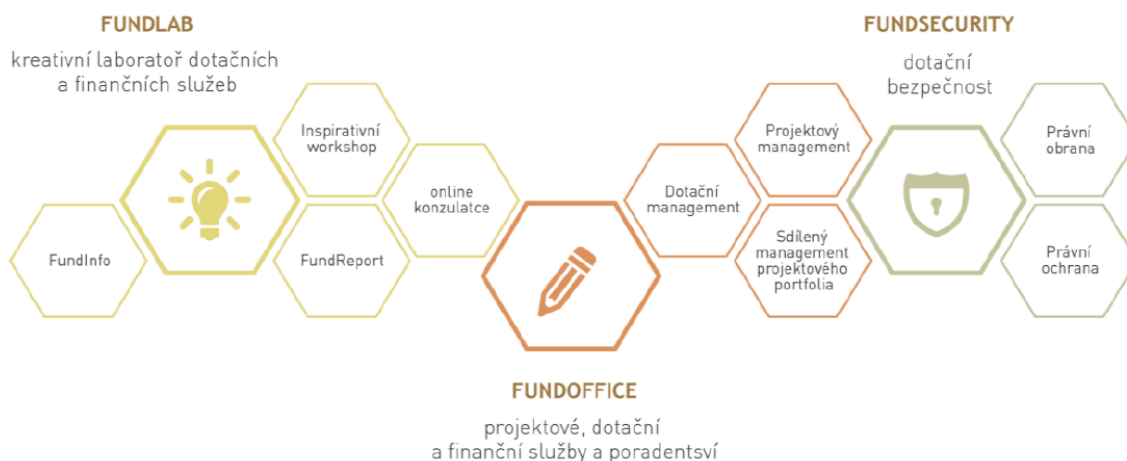 FUNDLAB
kreativní laboratoř dotačních
a finančních služeb
FundInfo
Inspirativní
workshop
FundReport
online
konzulatce
FUNDOFFICE
projektové, dotační
a finanční služby a poradentsví
Dotační
management
Projektový
management
Sdílený
management
projektového
portfolia
FUNDSECURITY
dotační
bezpečnost
Právní
obrana
Právní
ochrana